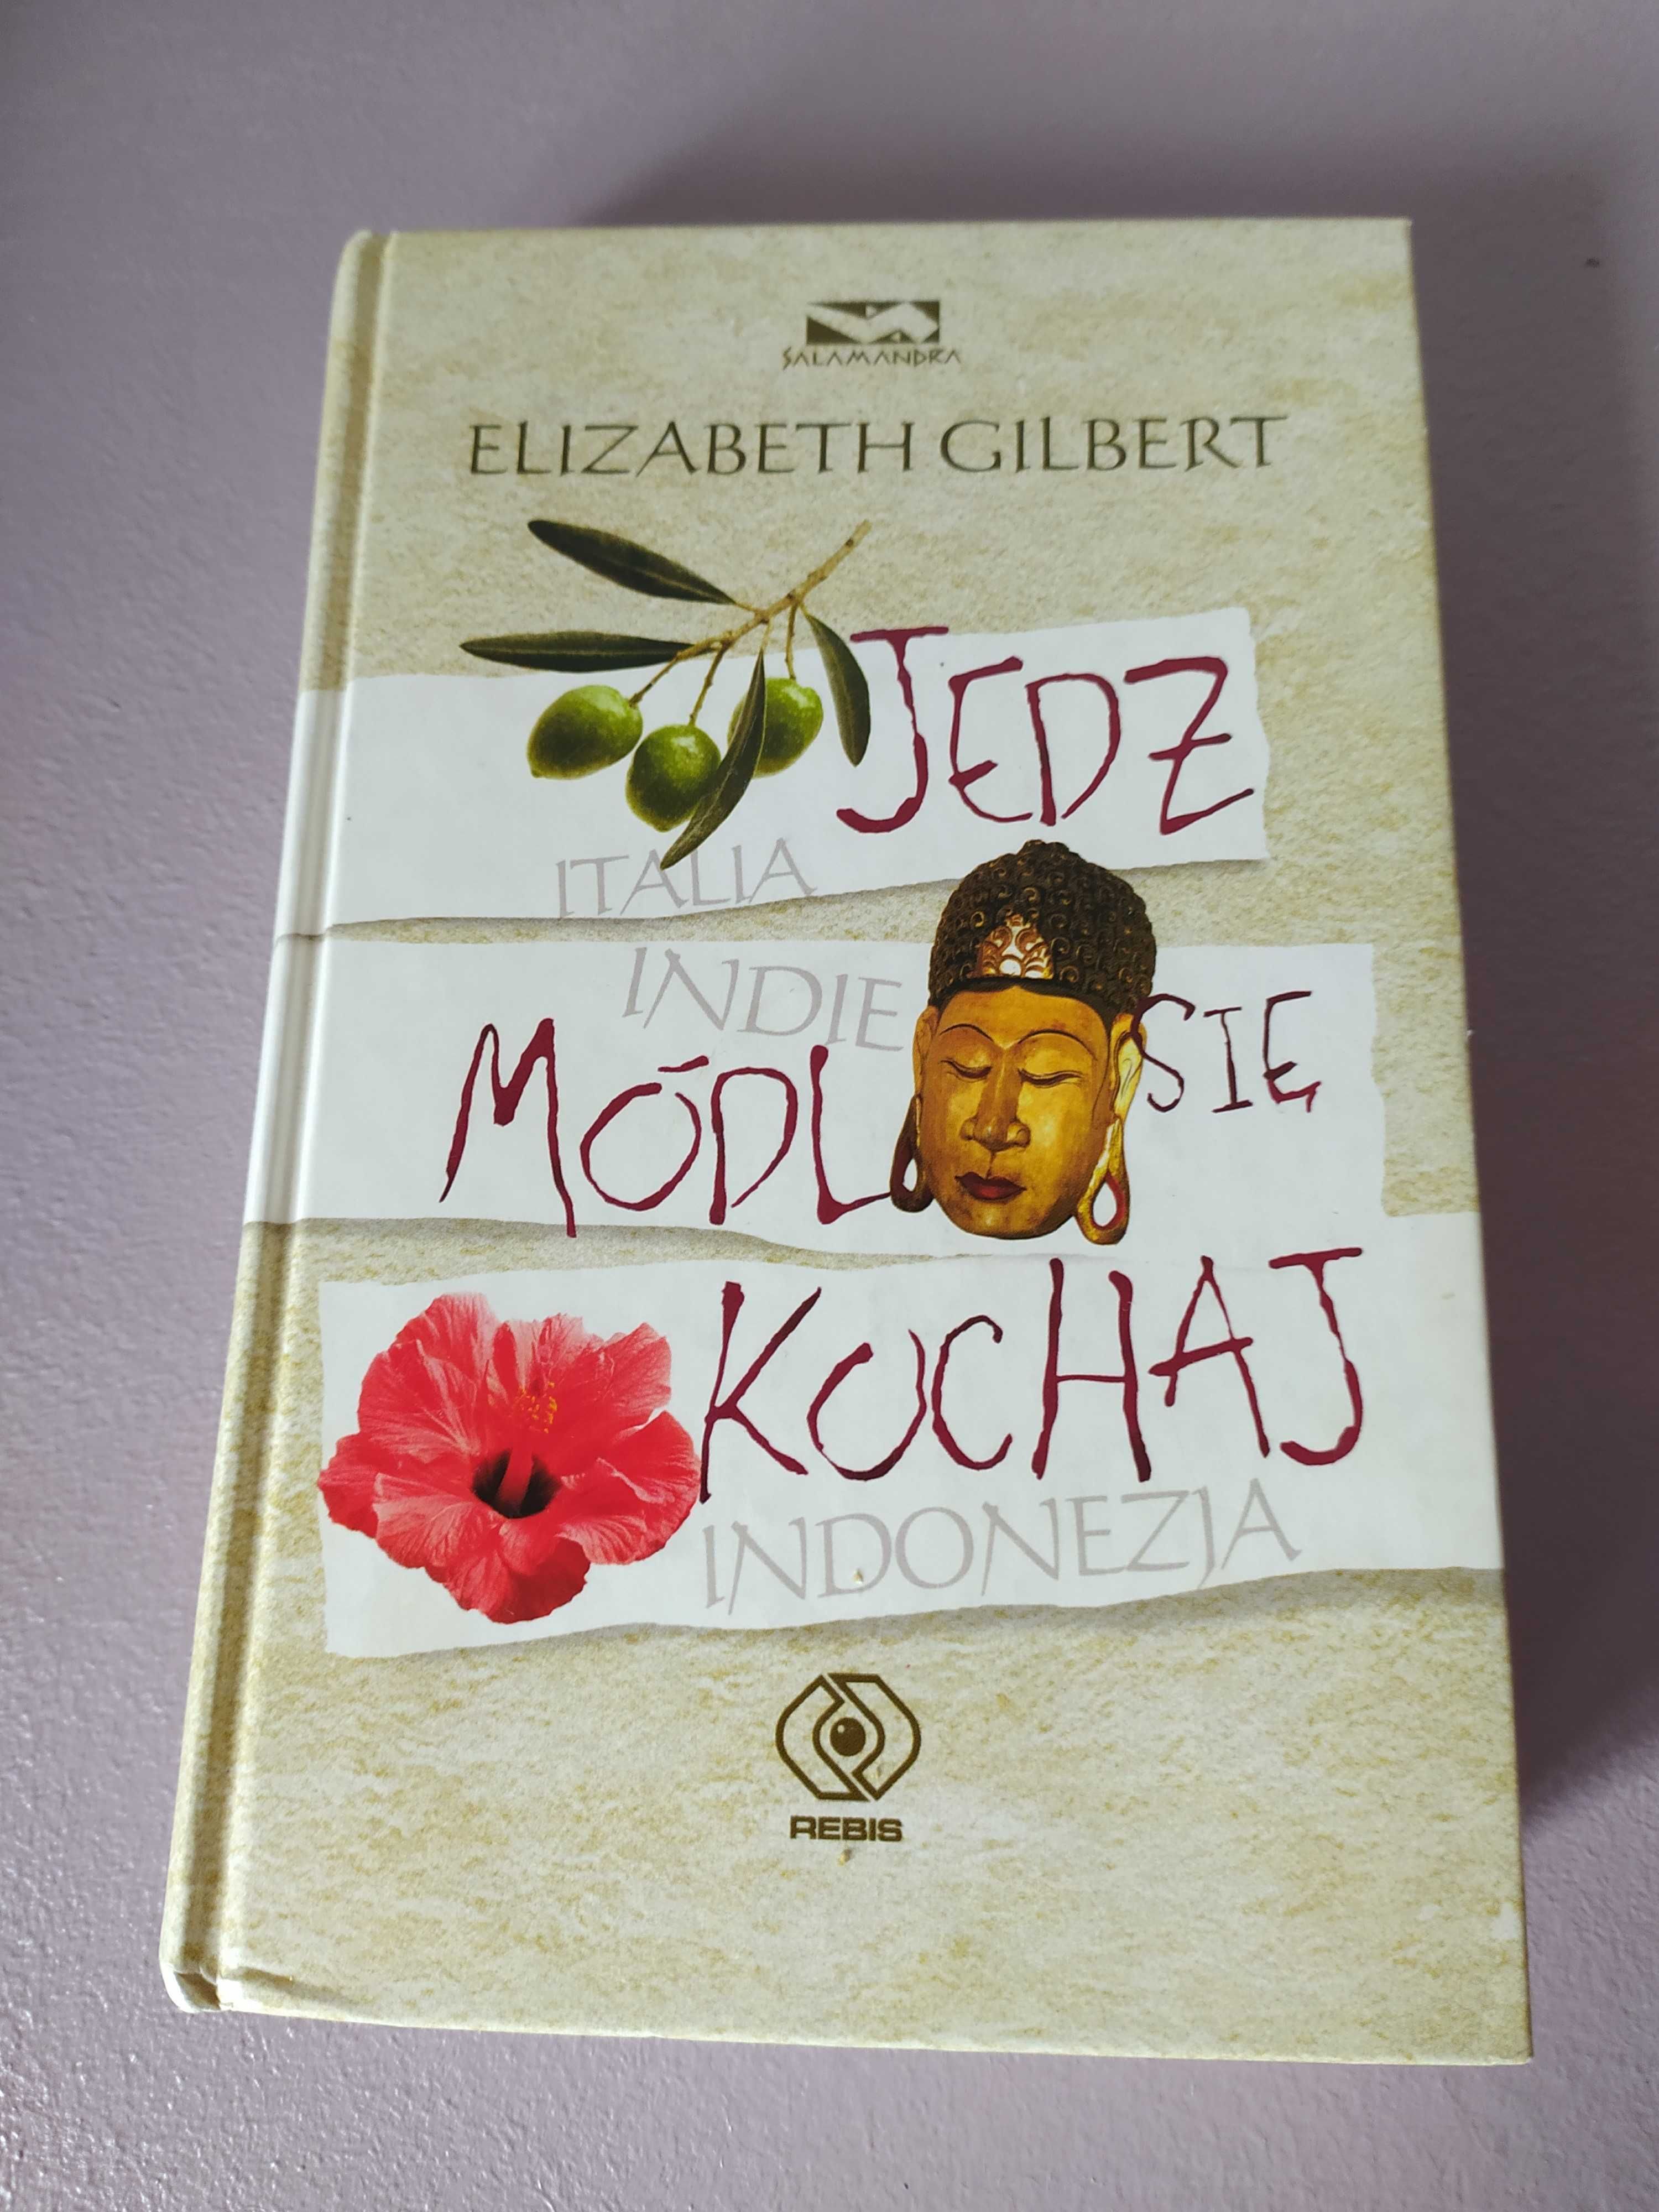 SALAMANDRA
ELIZABETH GILBERT
JEDZ
ITALIA
INDIE
MÓDL SIĘ
KOCHAJ
INDONEZJA
REBIS